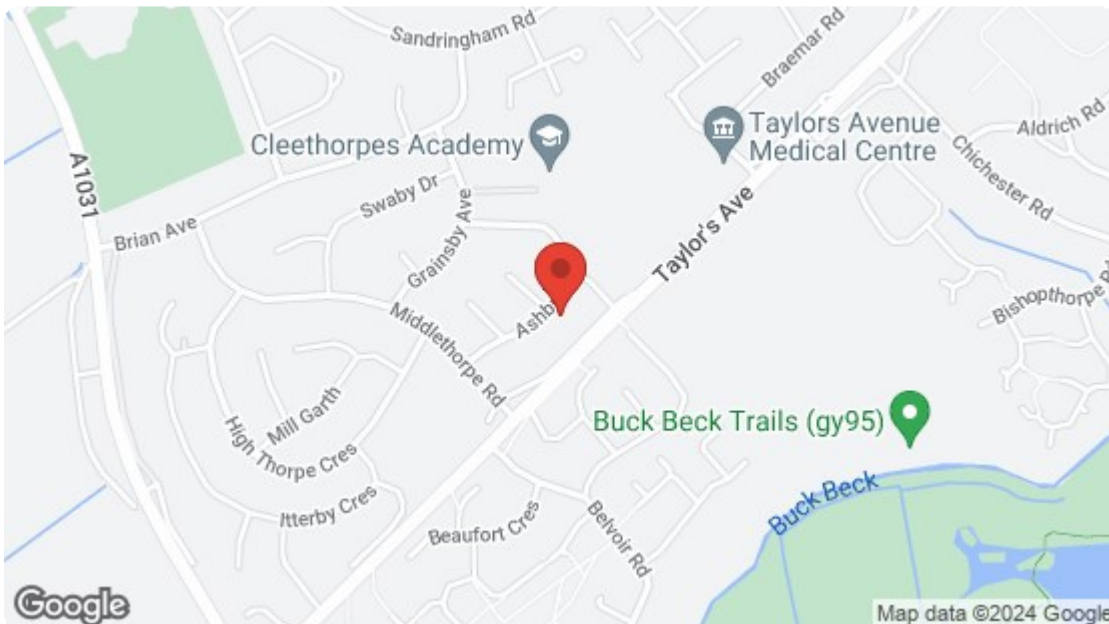 Sandringham Rd
Braemar Rd
Cleethorpes Academy
Taylors Avenue
Medical Centre
Aldrich Rd
A1031
Swaby Dr
Chichester Rd
Brian Ave
Grainsby Ave
Taylor's Ave
Bishopthorpe Rd
Ashby
Middlethorpe Rd
Mill Garth
High Thorpe Cres
Buck Beck Trails (gy95)
Itterby Cres
Buck Beck
Beaufort Cres
Belvoir Rd
Google
Map data ©2024 Google